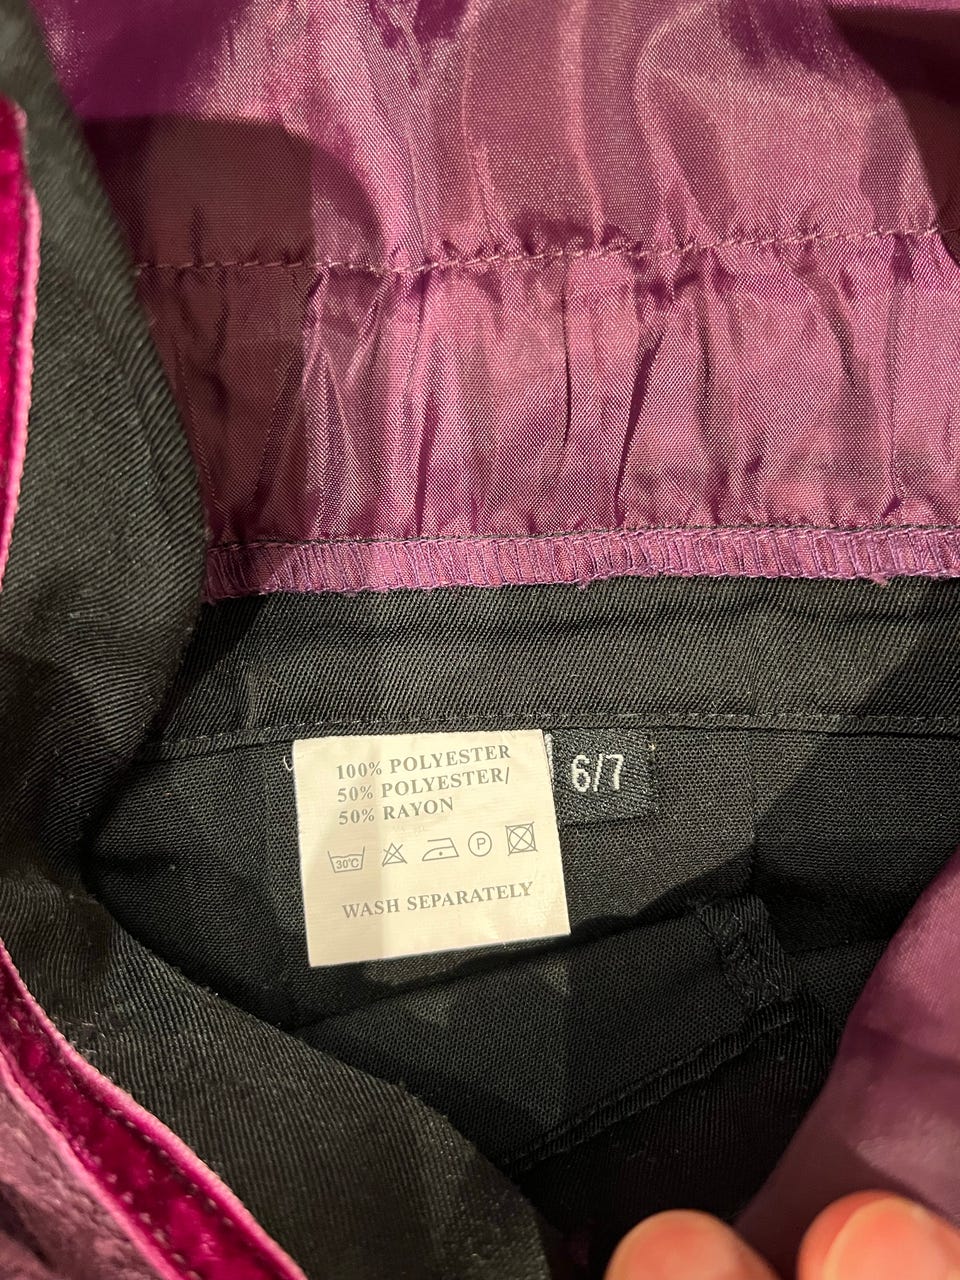 100% POLYESTER
50% POLYESTER/
50% RAYON
30°C P
WASH SEPARATELY
6/7